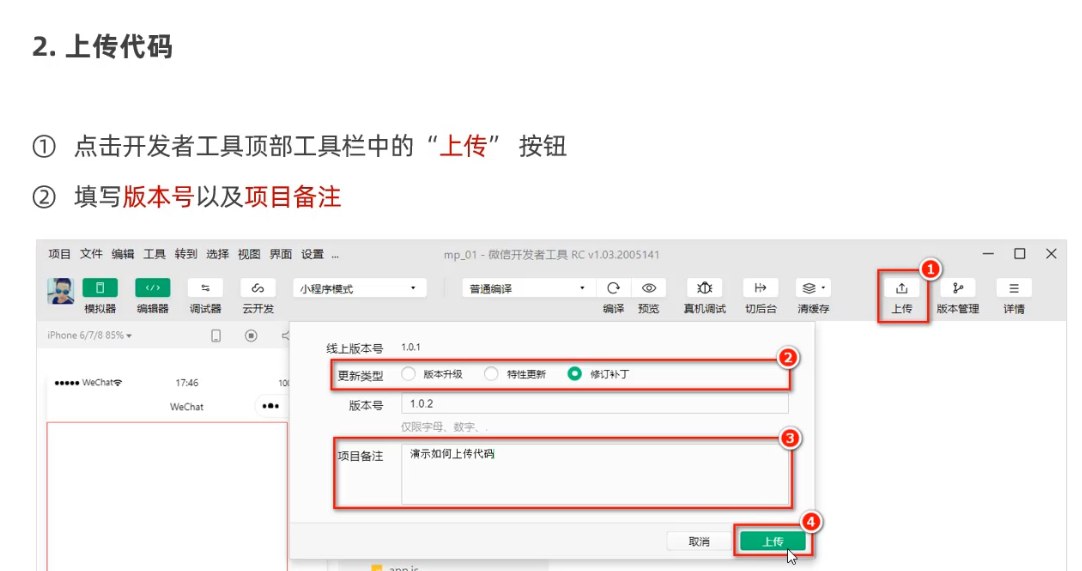 2. 上传代码
① 点击开发者工具顶部工具栏中的“上传” 按钮
② 填写版本号以及项目备注
项目 文件 编辑 工具 转到 选择 视图 界面 设置 ... mp_01 - 微信开发者工具 RC v1.03.2005141
小程序模式 普通编译
1
模拟器 编辑器 调试器 云开发 编译 预览 真机调试 切后台 清缓存 上传 版本管理 详情
iPhone 6/7/8 85%
线上版本号 1.0.1
2
更新类型 版本升级 特性更新 修订补丁
WeChat 17:46 100
版本号 1.0.2
WeChat
仅限字母、数字、.
3
项目备注 演示如何上传代码
4
取消 上传
app.js